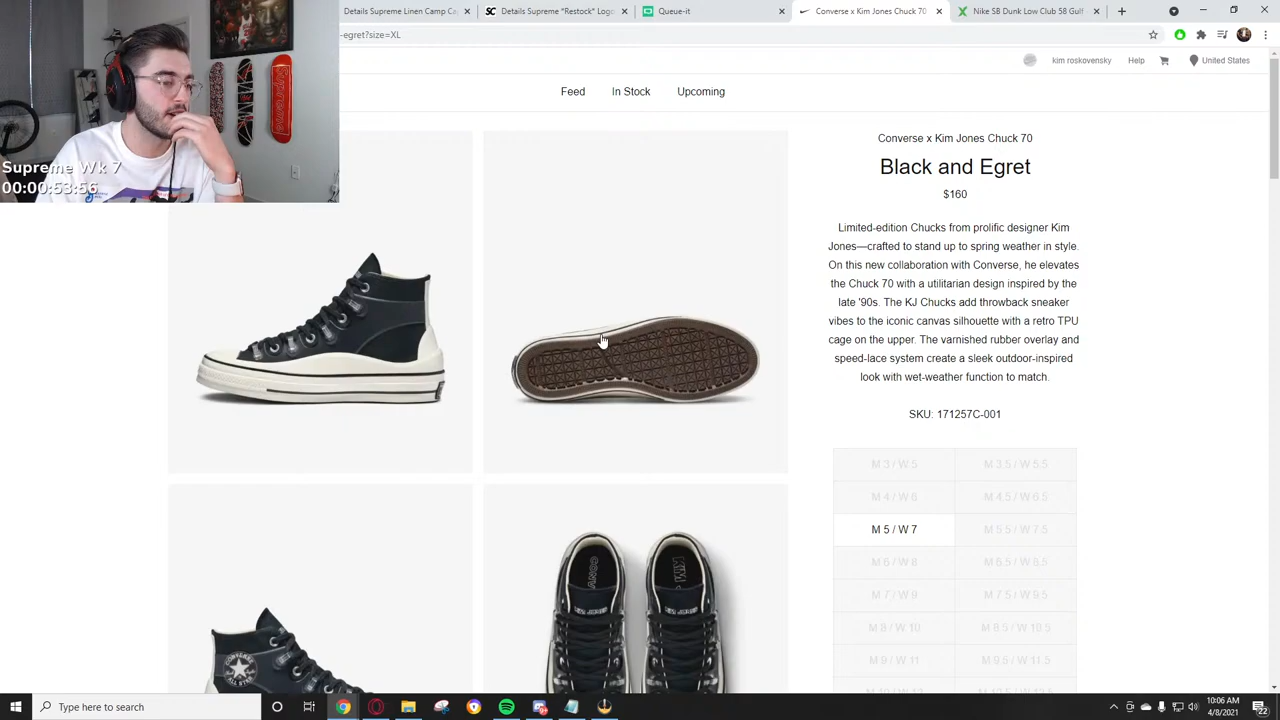 Details Supreme Linen Camp Ca
Details Supreme "Restock" Logo
Queue-it
Converse x Kim Jones Chuck 70
Nike SB Dunk Low Club 58 Gulf
-egret?size=XL
kim roskovensky
Help
United States
Feed
In Stock
Upcoming
Supreme Wk 7
00:00:53:56
Supreme
Converse x Kim Jones Chuck 70
Black and Egret
$160
Limited-edition Chucks from prolific designer Kim
Jones—crafted to stand up to spring weather in style.
On this new collaboration with Converse, he elevates
the Chuck 70 with a utilitarian design inspired by the
late '90s. The KJ Chucks add throwback sneaker
vibes to the iconic canvas silhouette with a retro TPU
cage on the upper. The varnished rubber overlay and
speed-lace system create a sleek outdoor-inspired
look with wet-weather function to match.
SKU: 171257C-001
M 3 / W 5
M 3.5 / W 5.5
M 4 / W 6
M 4.5 / W 6.5
M 5 / W 7
M 5.5 / W 7.5
M 6 / W 8
M 6.5 / W 8.5
M 7 / W 9
M 7.5 / W 9.5
M 8 / W 10
M 8.5 / W 10.5
M 9 / W 11
M 9.5 / W 11.5
CONVERSE
ALL STAR
Type here to search
10:06 AM
4/8/2021
22